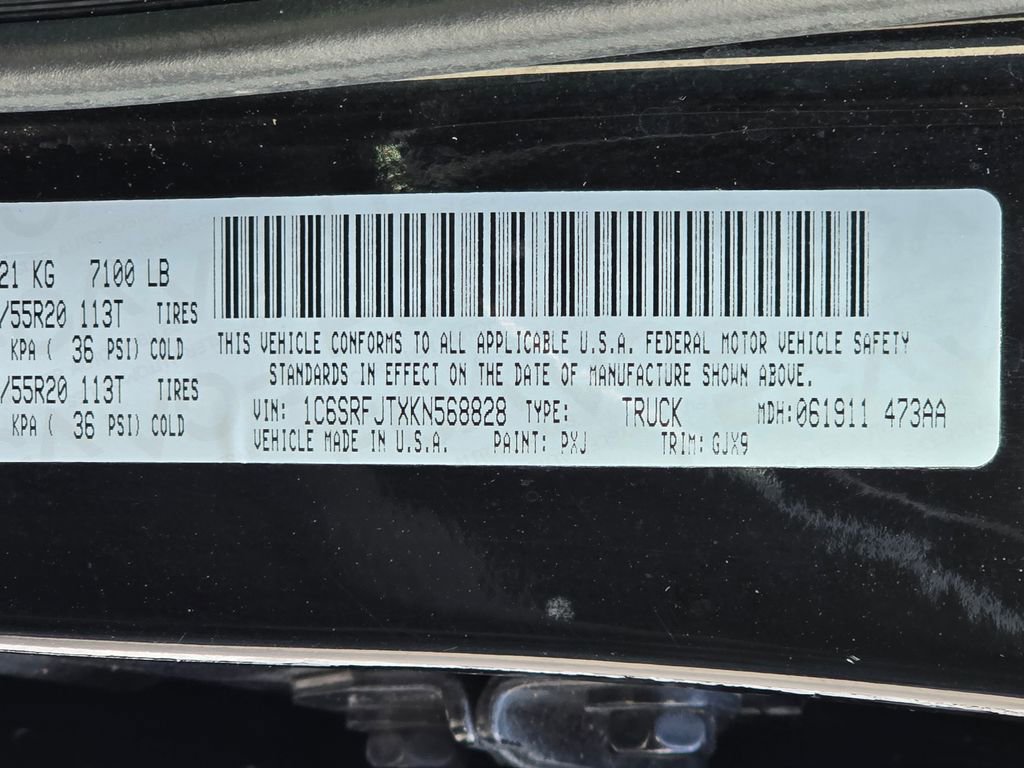 21 KG 7100 LB
/55R20 113T TIRES
KPA ( 36 PSI) COLD
/55R20 113T TIRES
KPA ( 36 PSI) COLD
THIS VEHICLE CONFORMS TO ALL APPLICABLE U.S.A. FEDERAL MOTOR VEHICLE SAFETY
STANDARDS IN EFFECT ON THE DATE OF MANUFACTURE SHOWN ABOVE.
VIN: 1C6SRFJTXKN568828 TYPE: TRUCK MDH:061911 473AA
VEHICLE MADE IN U.S.A. PAINT: PXJ TRIM: GJX9